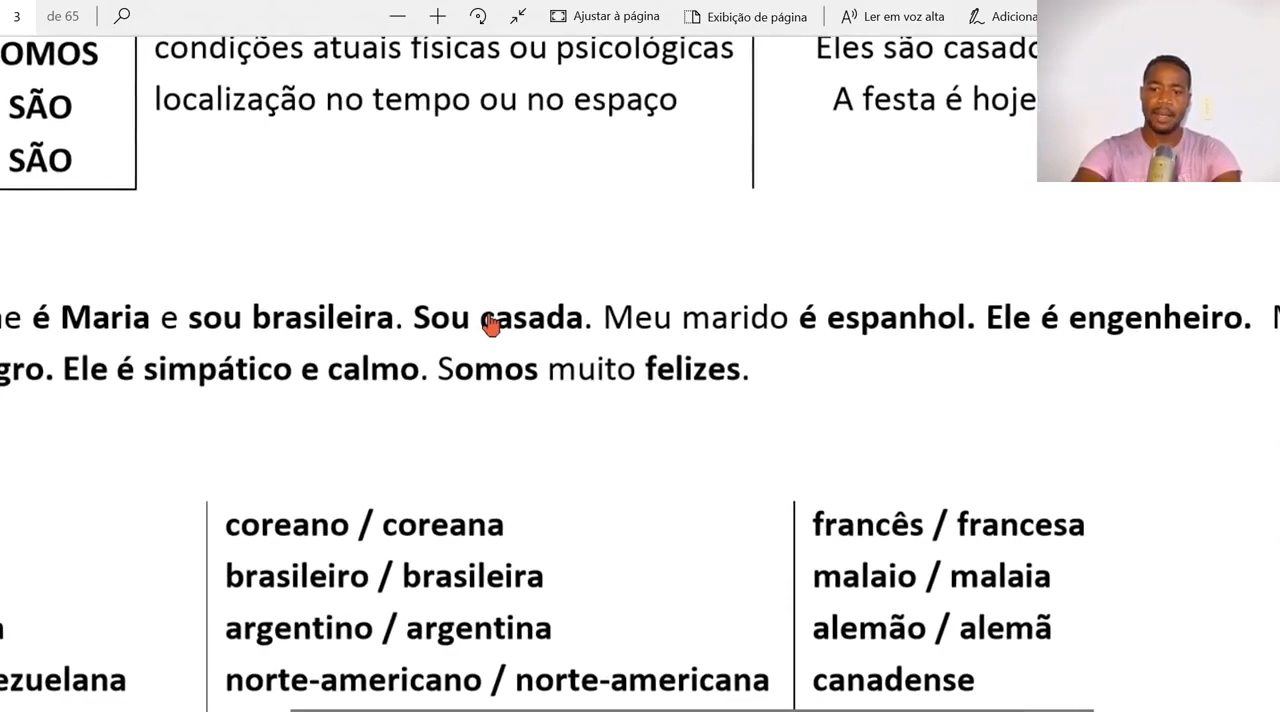 3 de 65 Ajustar à página Exibição de página Ler em voz alta Adiciona
OMOS condições atuais físicas ou psicológicas Eles são casado
SÃO localização no tempo ou no espaço A festa é hoje
SÃO
é Maria e sou brasileira. Sou casada. Meu marido é espanhol. Ele é engenheiro.
gro. Ele é simpático e calmo. Somos muito felizes.
coreano / coreana francês / francesa
brasileiro / brasileira malaio / malaia
argentino / argentina alemão / alemã
ezuelana norte-americano / norte-americana canadense